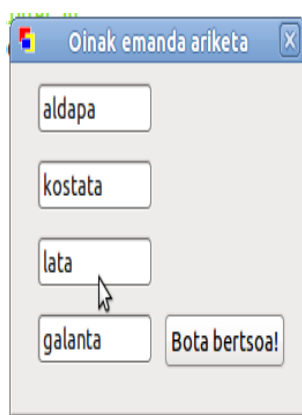 Oinak emanda ariketa
aldapa
kostata
lata
galanta Bota bertsoa!